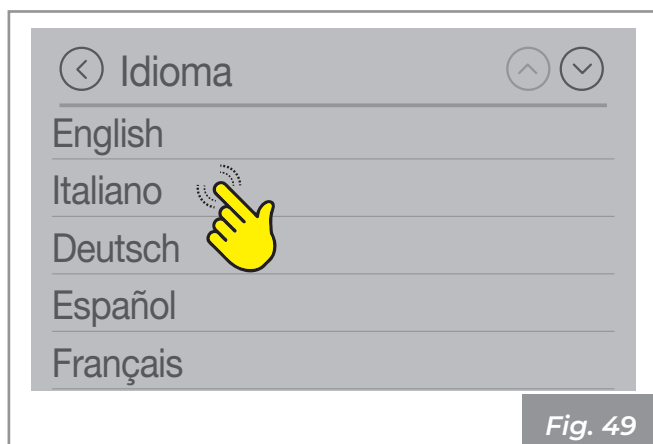 Idioma
English
Italiano
Deutsch
Español
Français
Fig. 49